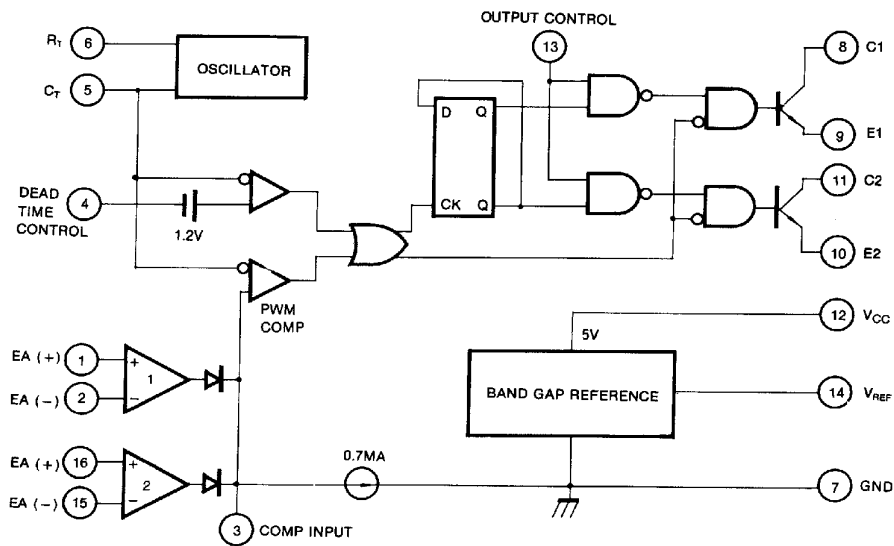 OUTPUT CONTROL
13
RT 6
OSCILLATOR
CT 5
8 C1
D Q
9 E1
DEAD
TIME
CONTROL
4
1.2V
CK Q
11 C2
10 E2
PWM
COMP
12 VCC
5V
EA (+) 1
+
1
EA (-) 2
−
BAND GAP REFERENCE
14 VREF
EA (+) 16
+
2
EA (-) 15
−
0.7MA
7 GND
3 COMP INPUT